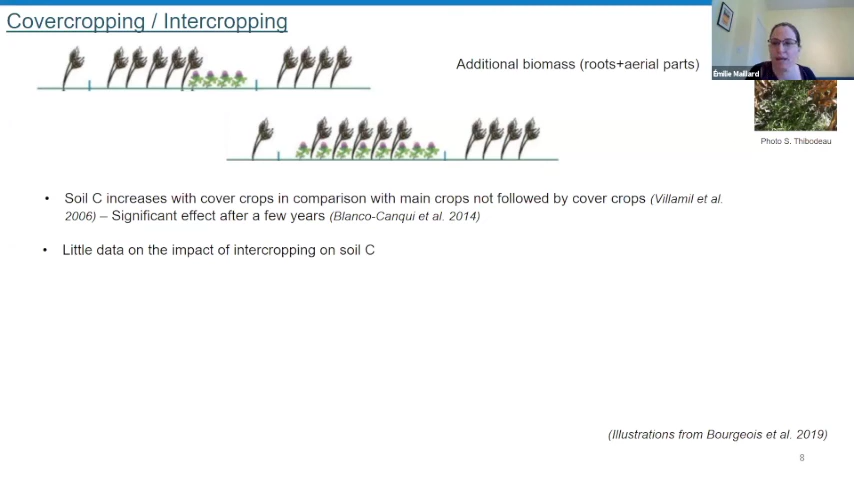 Covercropping / Intercropping
Additional biomass (roots+aerial parts)
Émilie Maillard
Photo S. Thibodeau
• Soil C increases with cover crops in comparison with main crops not followed by cover crops (Villamil et al.
2006) – Significant effect after a few years (Blanco-Canqui et al. 2014)
• Little data on the impact of intercropping on soil C
(Illustrations from Bourgeois et al. 2019)
8